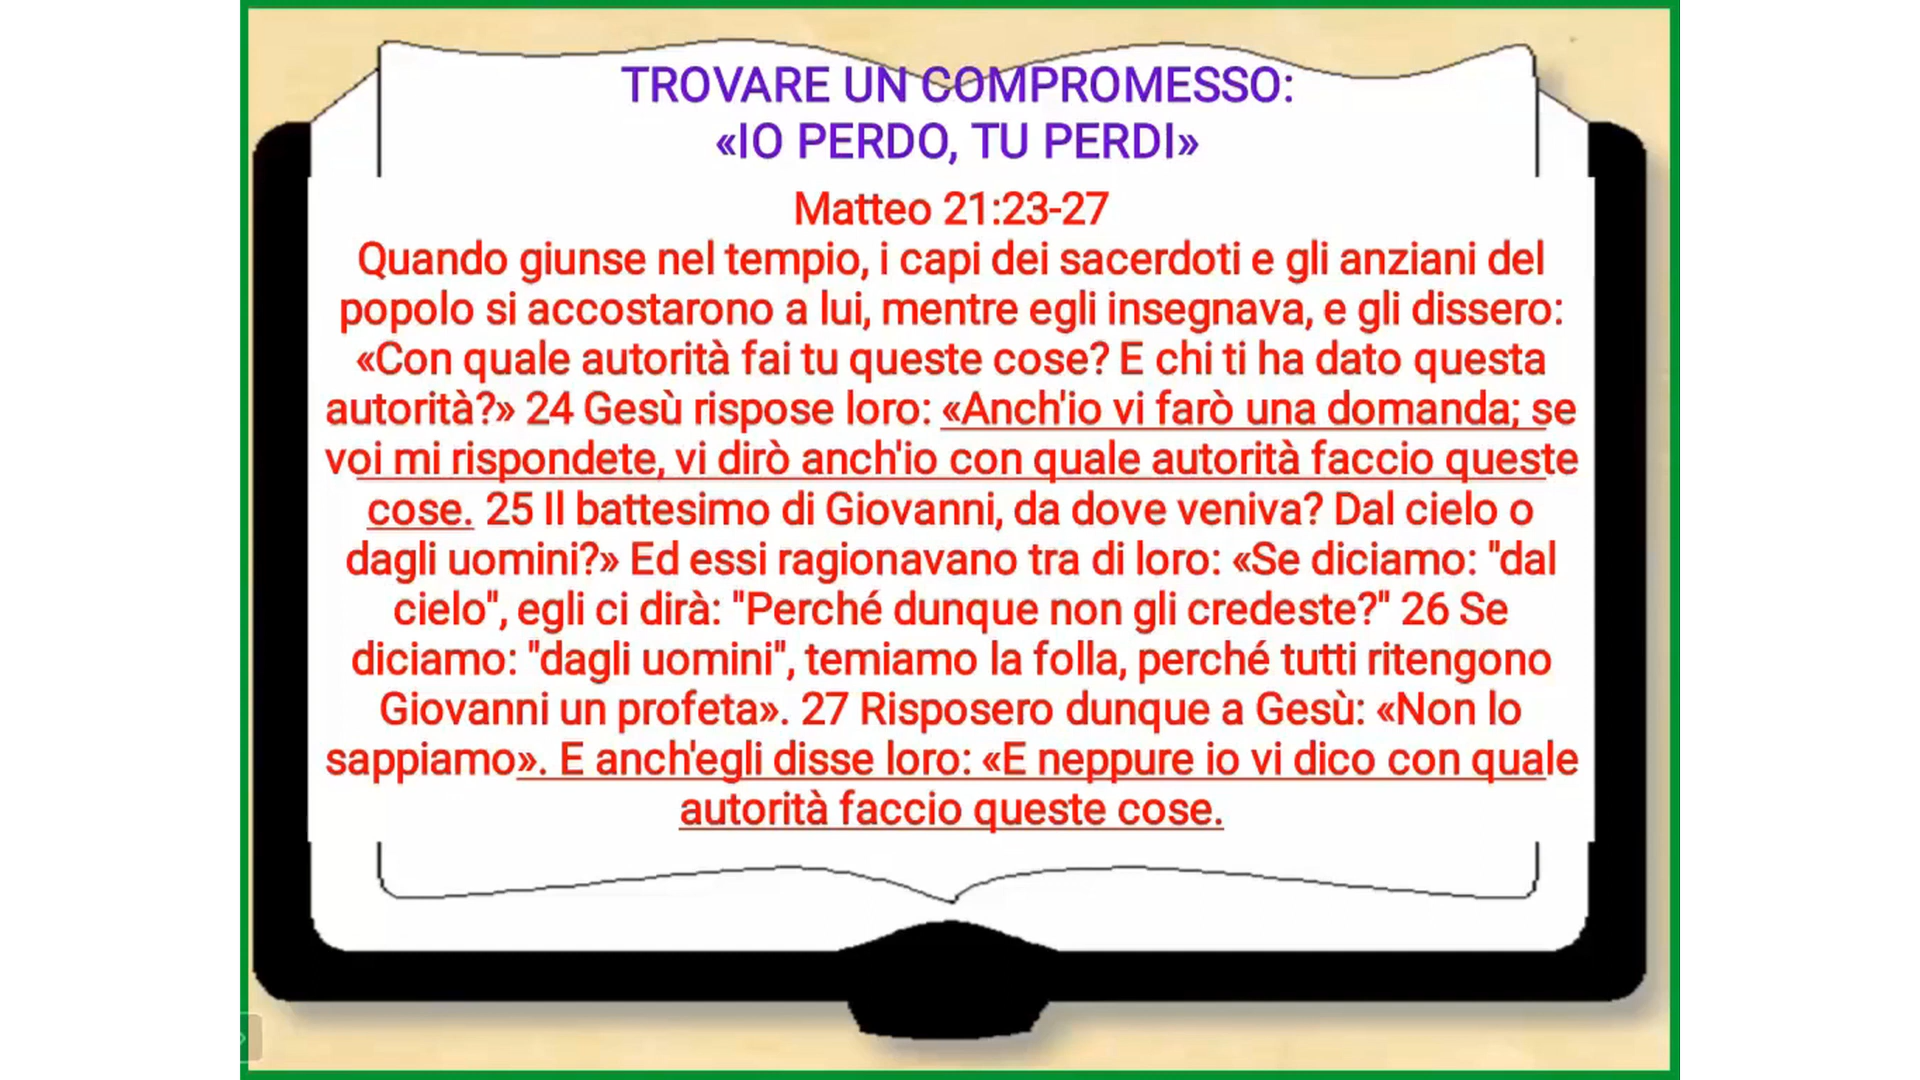 TROVARE UN COMPROMESSO:
«IO PERDO, TU PERDI»
Matteo 21:23-27
Quando giunse nel tempio, i capi dei sacerdoti e gli anziani del
popolo si accostarono a lui, mentre egli insegnava, e gli dissero:
«Con quale autorità fai tu queste cose? E chi ti ha dato questa
autorità?» 24 Gesù rispose loro: «Anch'io vi farò una domanda; se
voi mi rispondete, vi dirò anch'io con quale autorità faccio queste
cose. 25 Il battesimo di Giovanni, da dove veniva? Dal cielo o
dagli uomini?» Ed essi ragionavano tra di loro: «Se diciamo: "dal
cielo", egli ci dirà: "Perché dunque non gli credeste?" 26 Se
diciamo: "dagli uomini", temiamo la folla, perché tutti ritengono
Giovanni un profeta». 27 Risposero dunque a Gesù: «Non lo
sappiamo». E anch'egli disse loro: «E neppure io vi dico con quale
autorità faccio queste cose.